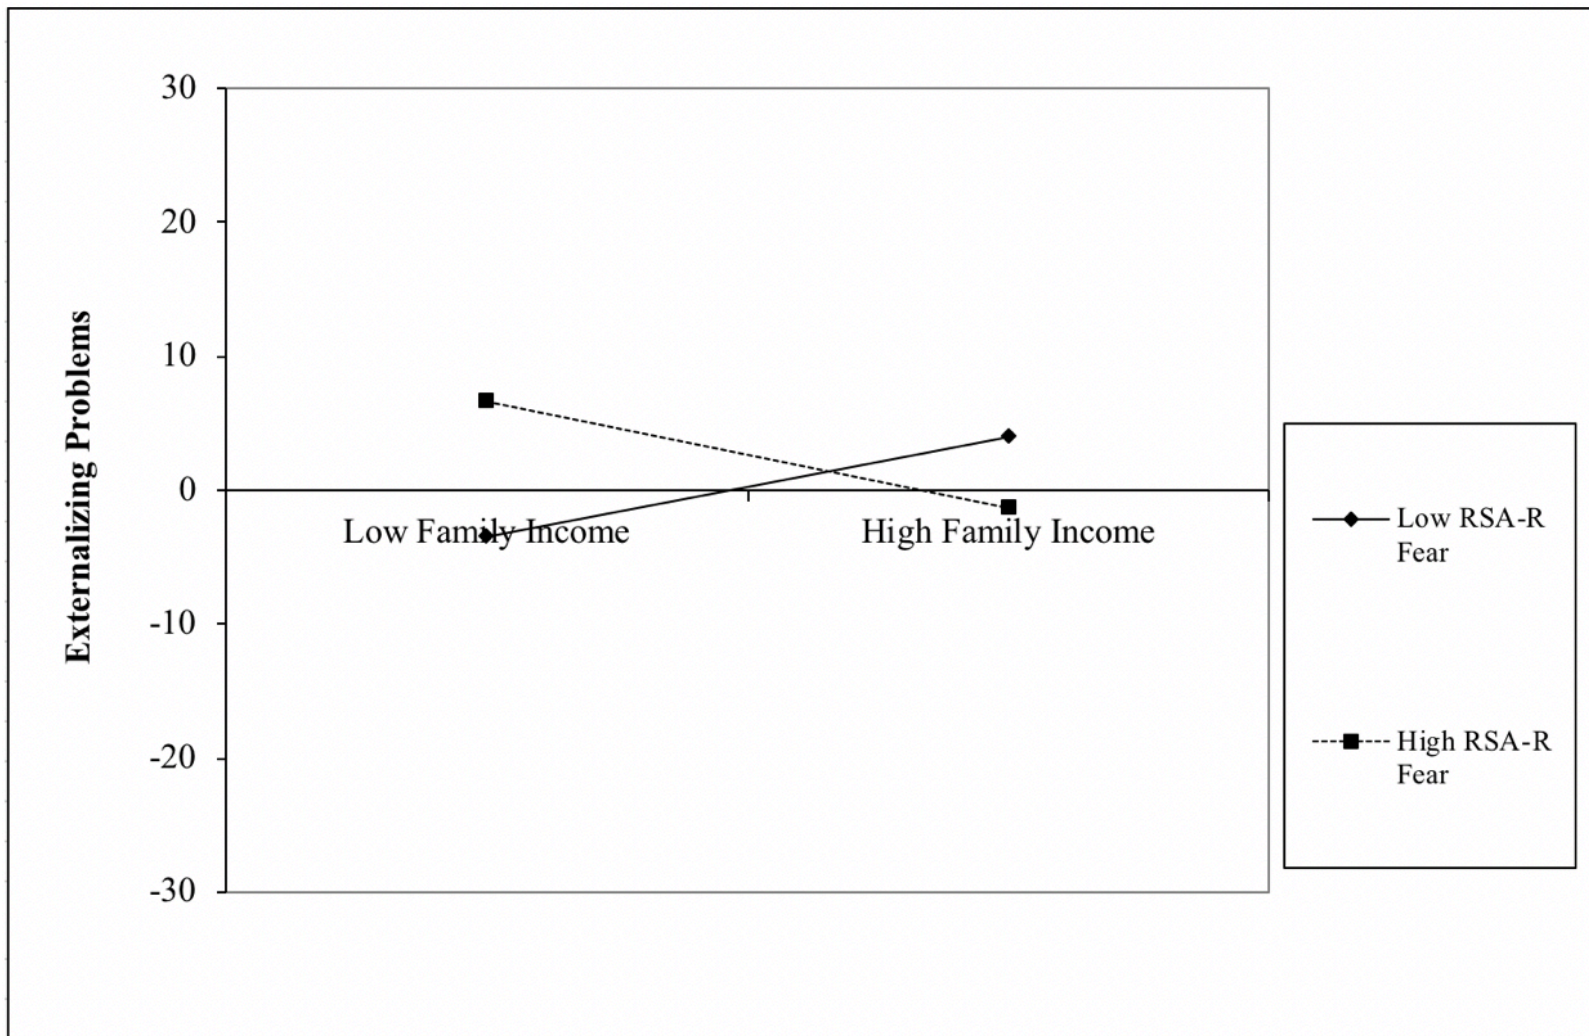 30
20
10
0
-10
-20
-30
Externalizing Problems
Low Family Income
High Family Income
Low RSA-R
Fear
High RSA-R
Fear